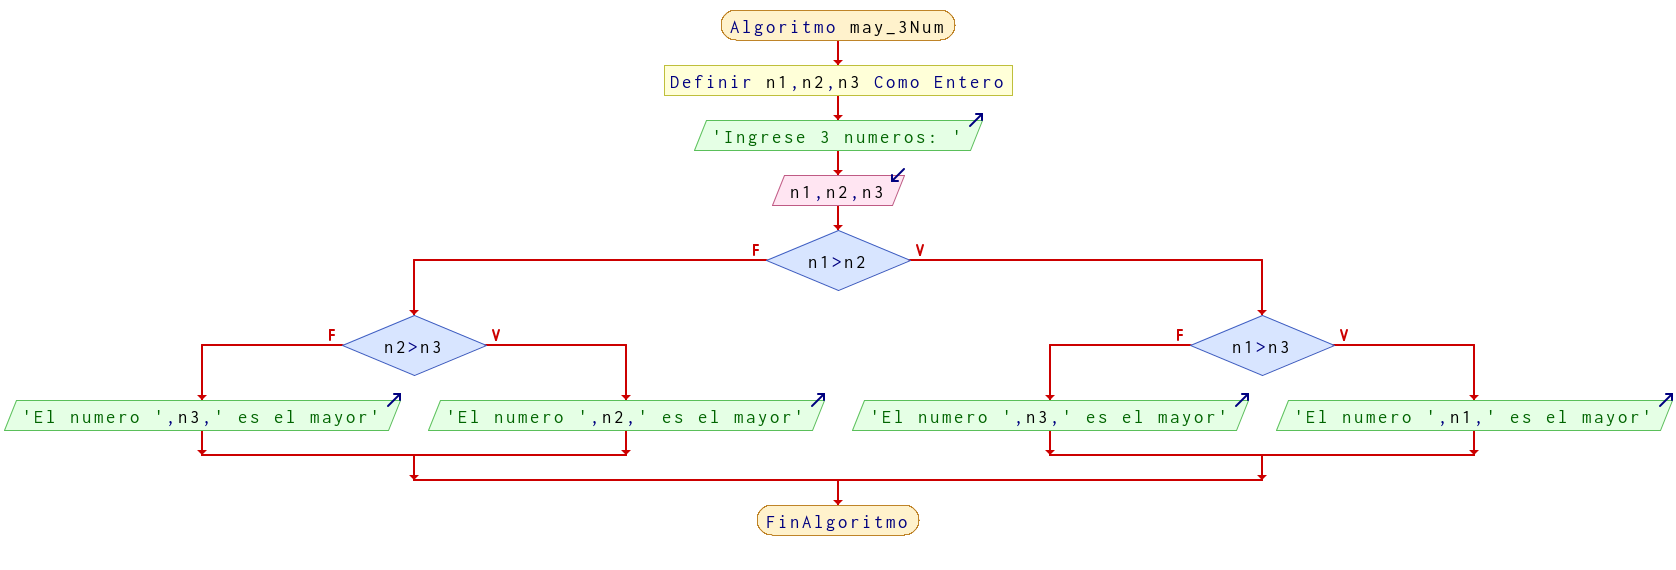 Algoritmo may_3Num
Definir n1,n2,n3 Como Entero
'Ingrese 3 numeros: '
n1,n2,n3
F
V
n1>n2
F
V
n2>n3
F
V
n1>n3
'El numero ',n3,' es el mayor'
'El numero ',n2,' es el mayor'
'El numero ',n3,' es el mayor'
'El numero ',n1,' es el mayor'
FinAlgoritmo